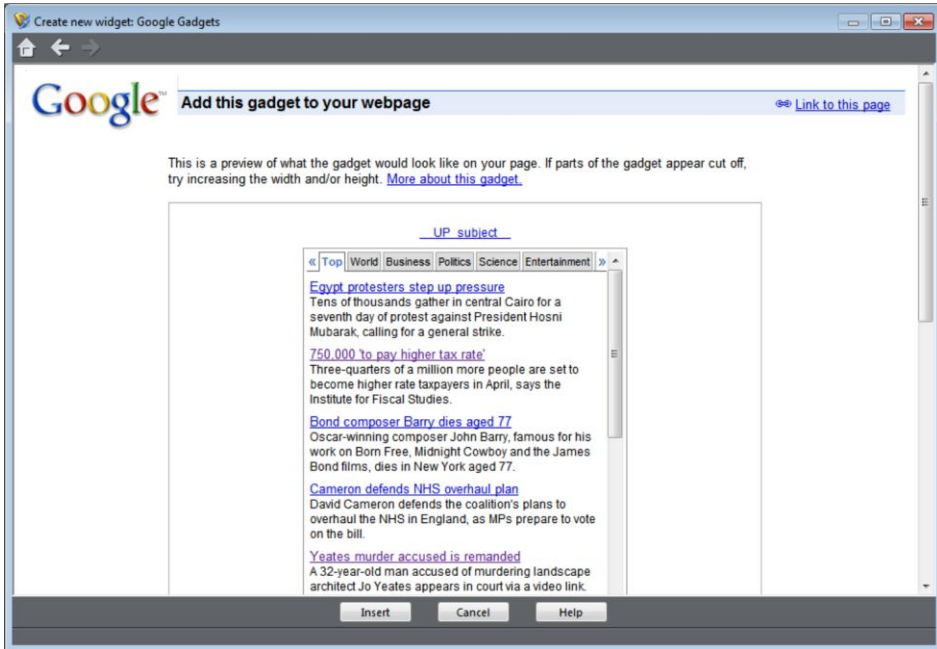 Create new widget: Google Gadgets
Google™
Add this gadget to your webpage
Link to this page
This is a preview of what the gadget would look like on your page. If parts of the gadget appear cut off,
try increasing the width and/or height. More about this gadget.
__UP_subject__
« Top World Business Politics Science Entertainment »
Egypt protesters step up pressure
Tens of thousands gather in central Cairo for a
seventh day of protest against President Hosni
Mubarak, calling for a general strike.
750,000 'to pay higher tax rate'
Three-quarters of a million more people are set to
become higher rate taxpayers in April, says the
Institute for Fiscal Studies.
Bond composer Barry dies aged 77
Oscar-winning composer John Barry, famous for his
work on Born Free, Midnight Cowboy and the James
Bond films, dies in New York aged 77.
Cameron defends NHS overhaul plan
David Cameron defends the coalition's plans to
overhaul the NHS in England, as MPs prepare to vote
on the bill.
Yeates murder accused is remanded
A 32-year-old man accused of murdering landscape
architect Jo Yeates appears in court via a video link.
Insert
Cancel
Help